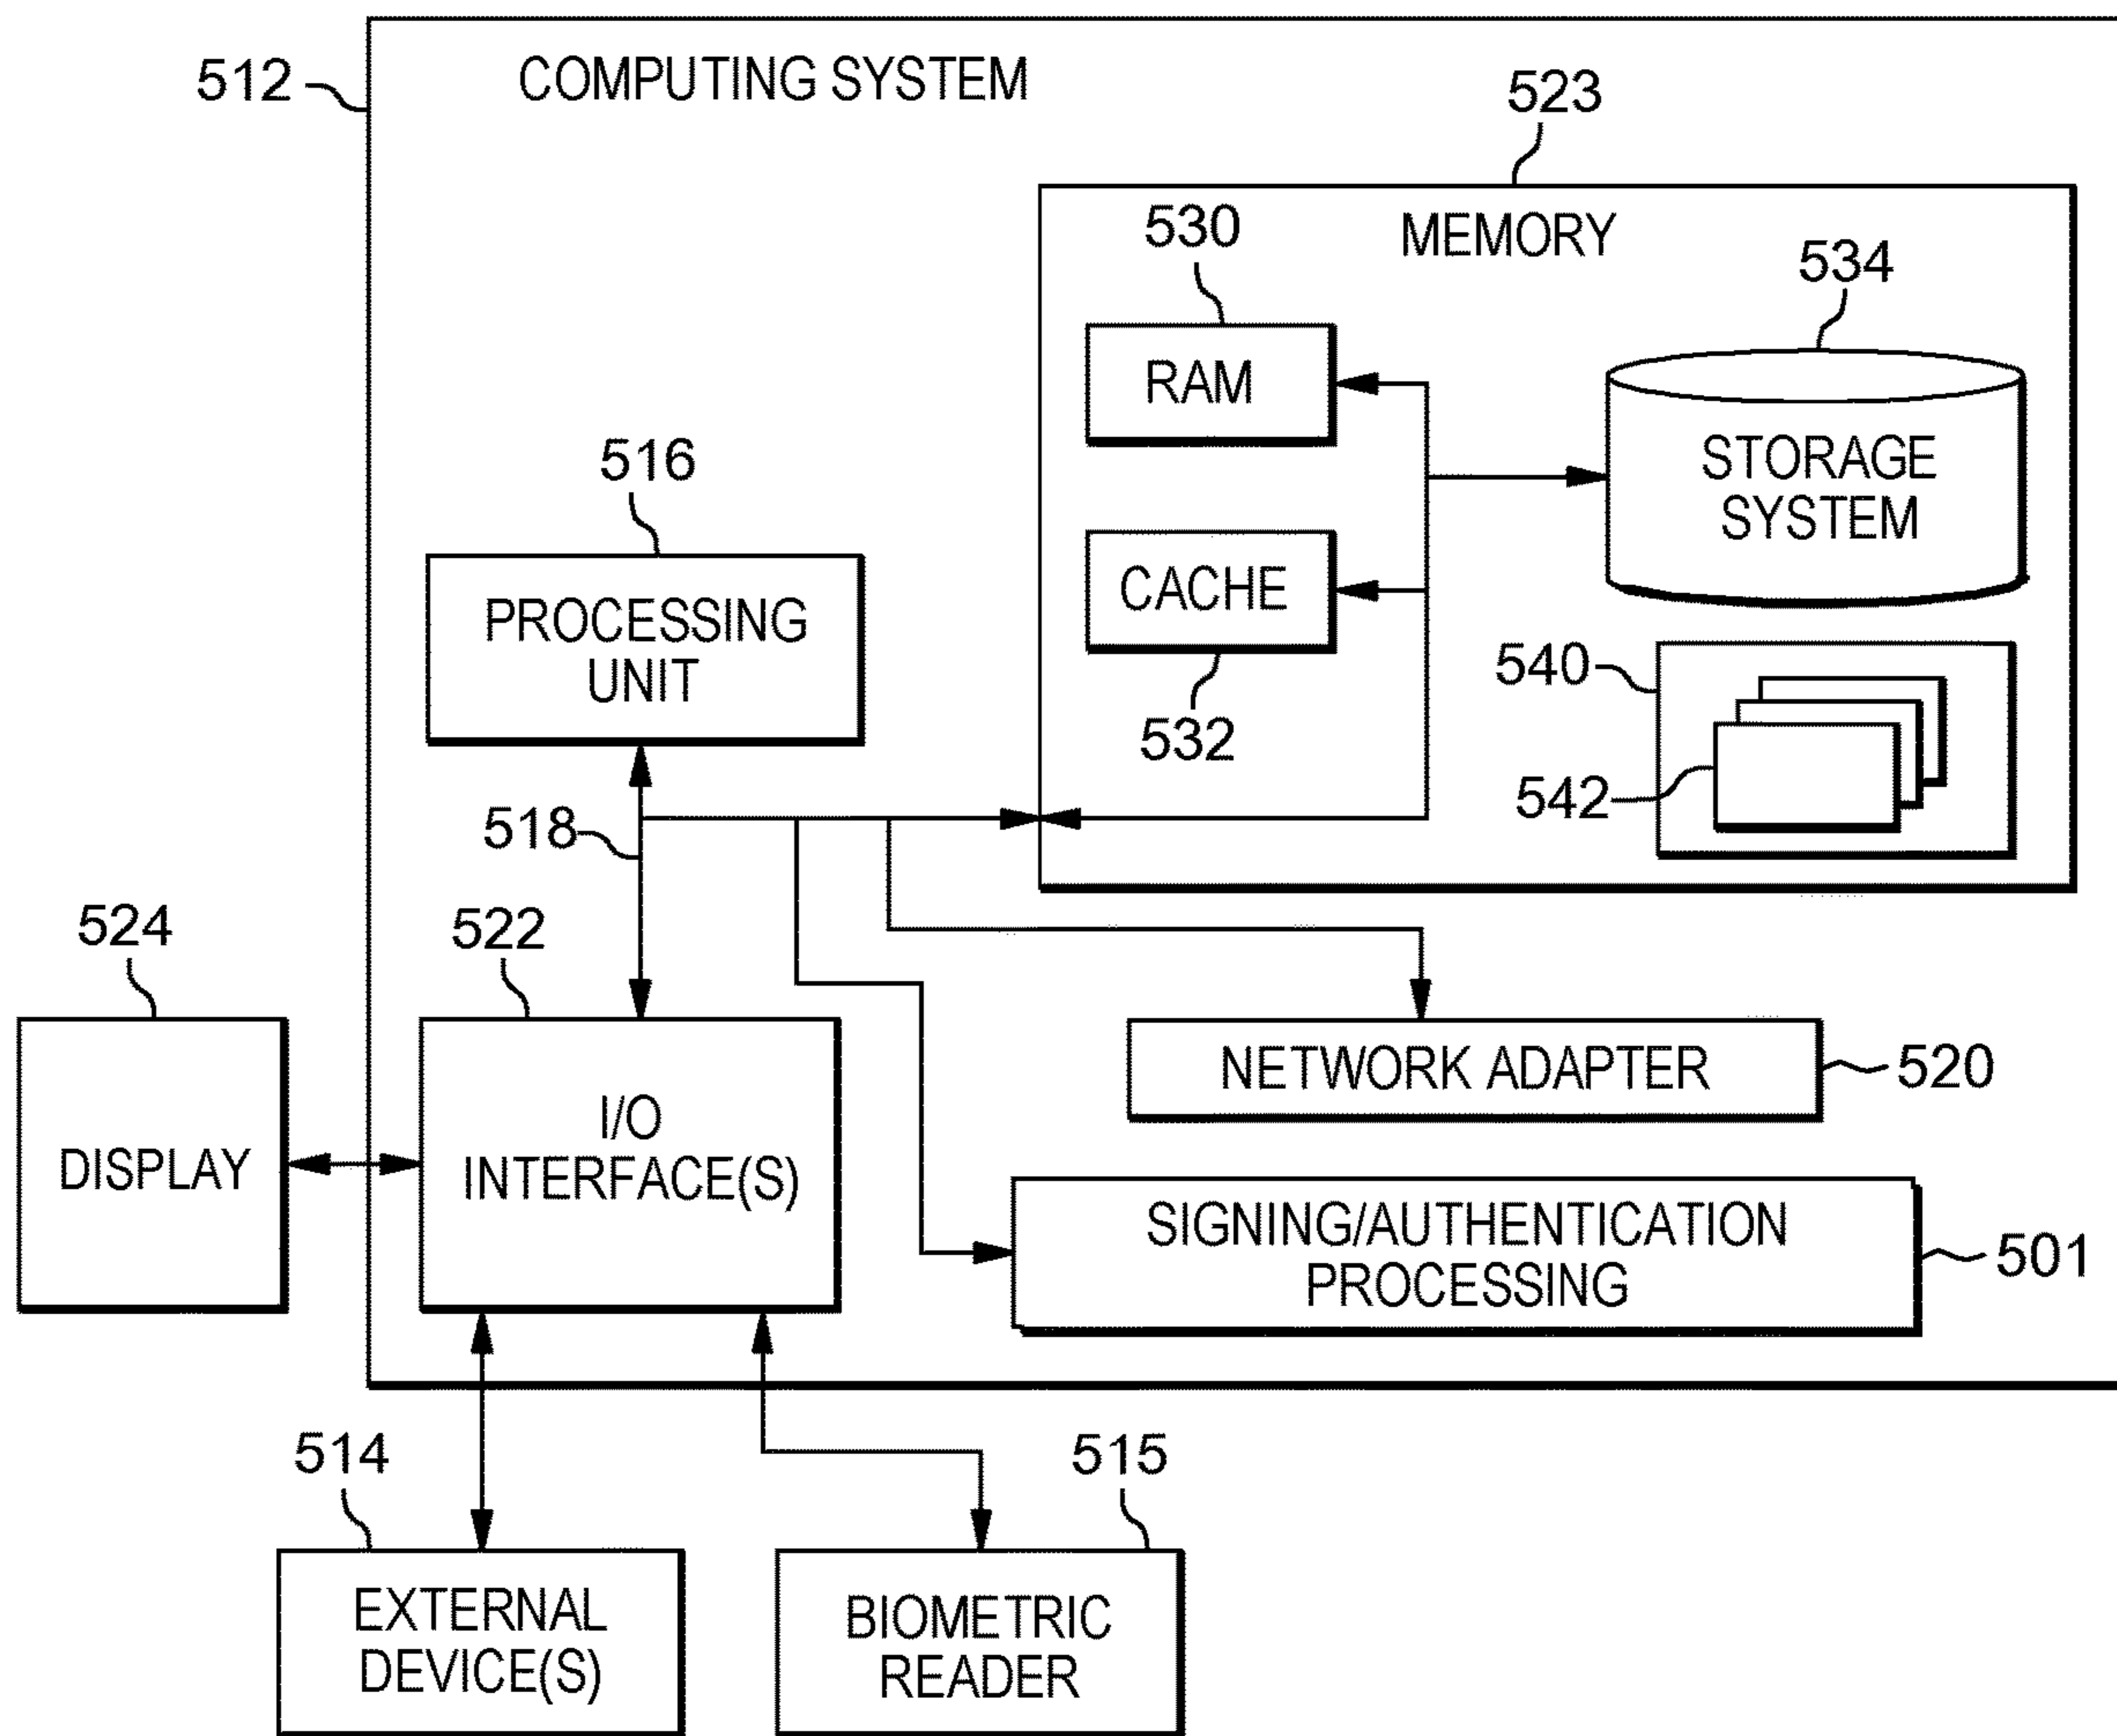 512
COMPUTING SYSTEM
523
530
MEMORY
534
RAM
STORAGE
SYSTEM
516
CACHE
PROCESSING
UNIT
540
532
542
518
524
522
NETWORK ADAPTER
520
I/O
INTERFACE(S)
DISPLAY
SIGNING/AUTHENTICATION
PROCESSING
501
514
515
EXTERNAL
DEVICE(S)
BIOMETRIC
READER